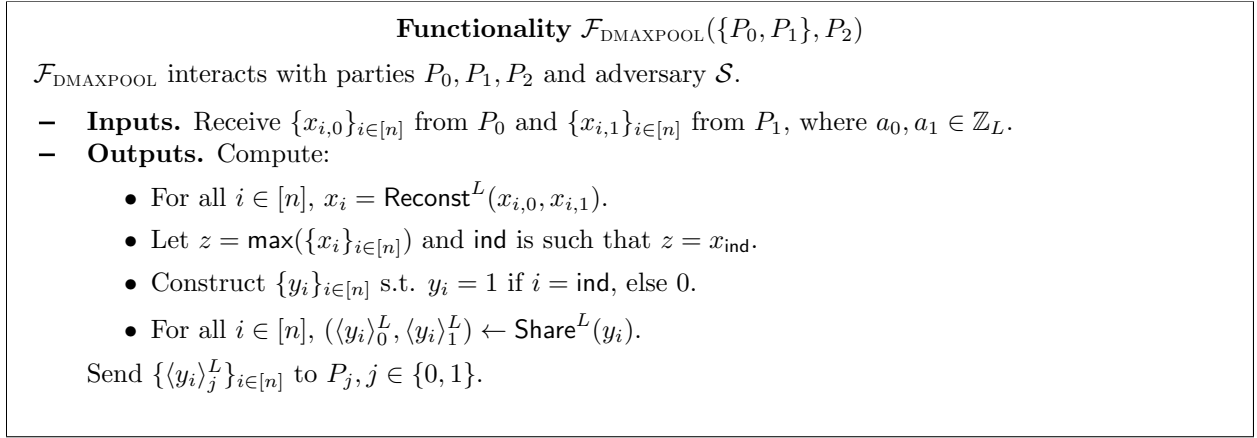 Functionality F_DMAXPOOL({P_0, P_1}, P_2)
F_DMAXPOOL interacts with parties P_0, P_1, P_2 and adversary S.
– Inputs. Receive {x_{i,0}}_{i∈[n]} from P_0 and {x_{i,1}}_{i∈[n]} from P_1, where a_0, a_1 ∈ ℤ_L.
– Outputs. Compute:
• For all i ∈ [n], x_i = Reconst^L(x_{i,0}, x_{i,1}).
• Let z = max({x_i}_{i∈[n]}) and ind is such that z = x_ind.
• Construct {y_i}_{i∈[n]} s.t. y_i = 1 if i = ind, else 0.
• For all i ∈ [n], (⟨y_i⟩_0^L, ⟨y_i⟩_1^L) ← Share^L(y_i).
Send {⟨y_i⟩_j^L}_{i∈[n]} to P_j, j ∈ {0, 1}.